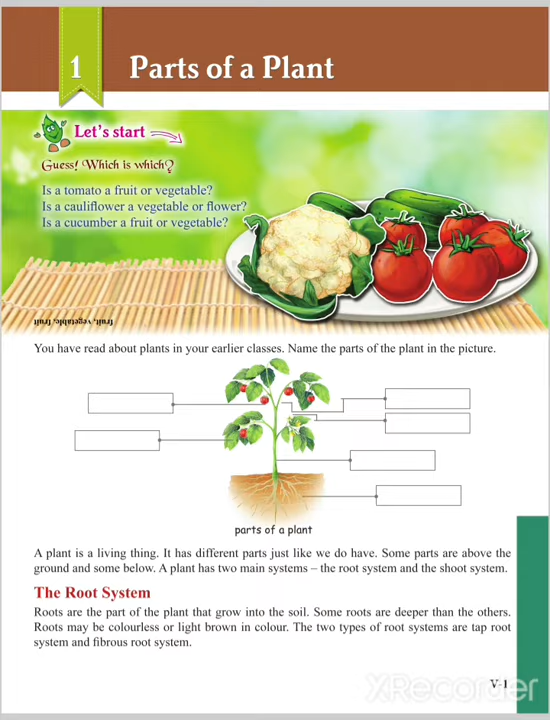 1
Parts of a Plant
Let's start
Guess! Which is which?
Is a tomato a fruit or vegetable?
Is a cauliflower a vegetable or flower?
Is a cucumber a fruit or vegetable?
fruit, vegetable, fruit
You have read about plants in your earlier classes. Name the parts of the plant in the picture.
parts of a plant
A plant is a living thing. It has different parts just like we do have. Some parts are above the
ground and some below. A plant has two main systems – the root system and the shoot system.
The Root System
Roots are the part of the plant that grow into the soil. Some roots are deeper than the others.
Roots may be colourless or light brown in colour. The two types of root systems are tap root
system and fibrous root system.
V-1
XRecorder